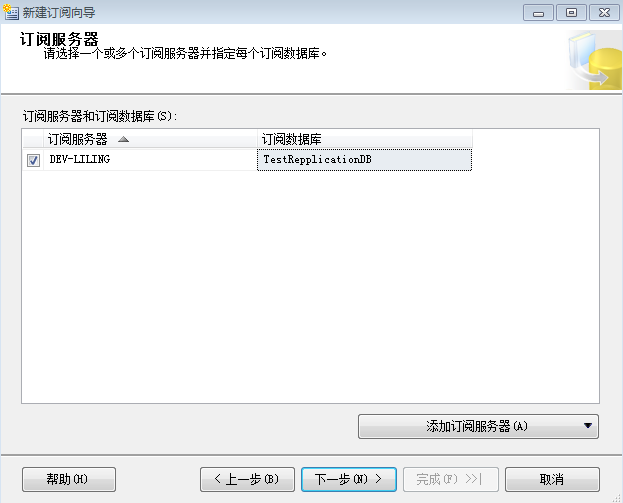 新建订阅向导
订阅服务器
请选择一个或多个订阅服务器并指定每个订阅数据库。
订阅服务器和订阅数据库(S):
订阅服务器 订阅数据库
DEV-LILING TestRepplicationDB
添加订阅服务器(A)
帮助(H) < 上一步(B) 下一步(N) > 完成(F) >>| 取消